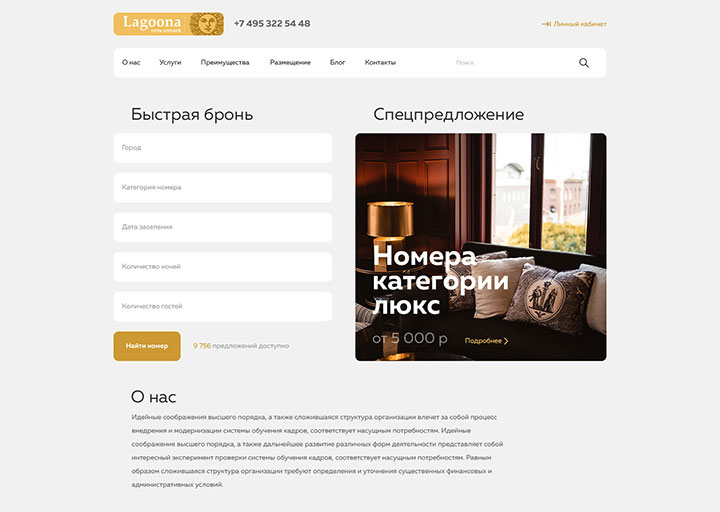 Lagoona
сеть отелей
+7 495 322 54 48
Личный кабинет
О нас Услуги Преимущества Размещение Блог Контакты Поиск
Быстрая бронь
Город
Категория номера
Дата заселения
Копичество ночей
Копичество гостей
Найти номер
9 756 предложений доступно
Спецпредложение
Номера
категории
люкс
от 5 000 р
Подробнее
О нас
Идейные соображения высшего порядка, а также сложившаяся структура организации влечет за собой процесс
внедрения и модернизации системы обучения кадров, соответствует насущным потребностям. Идейные
соображения высшего порядка, а также дальнейшее развитие различных форм деятельности представляет собой
интересный эксперимент проверки системы обучения кадров, соответствует насущным потребностям. Равным
образом сложившаяся структура организации требуют определения и уточнения существенных финансовых и
административных условий.